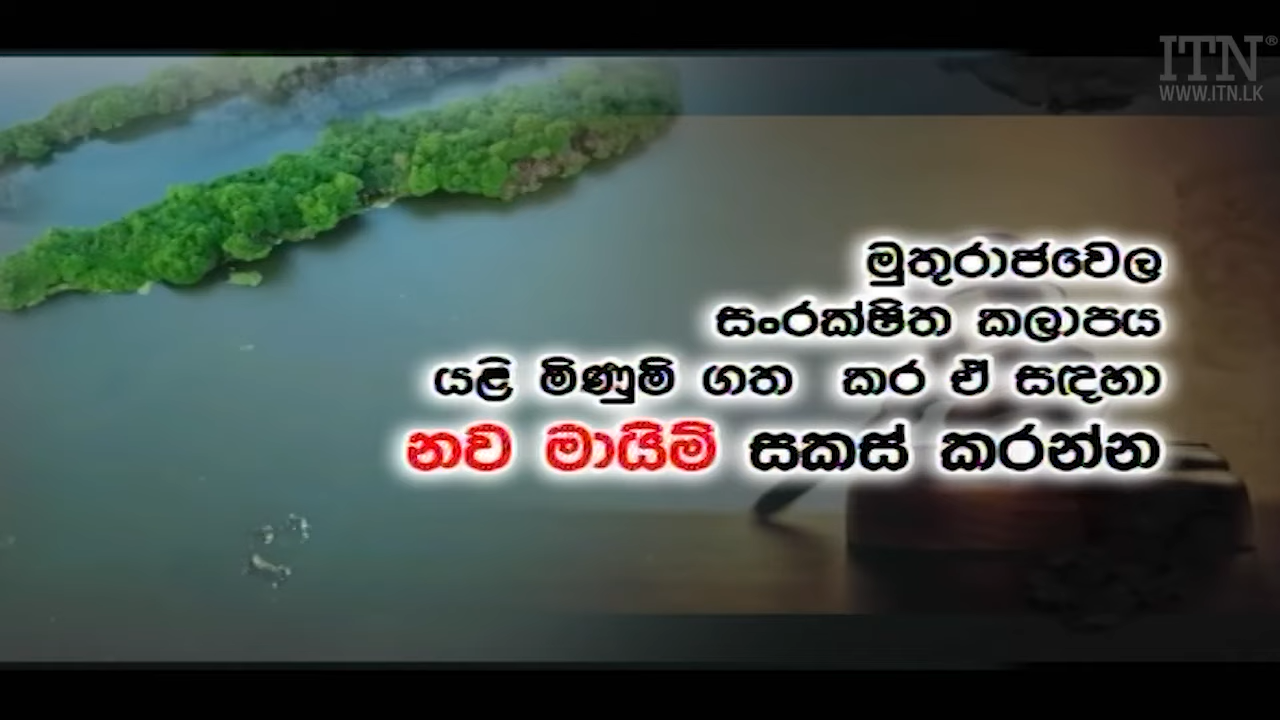 ITN®
WWW.ITN.LK
මුතුරාජවෙල
සංරක්ෂිත කලාපය
යළි මිණුම් ගත කර ඒ සඳහා
නව මායිම් සකස් කරන්න